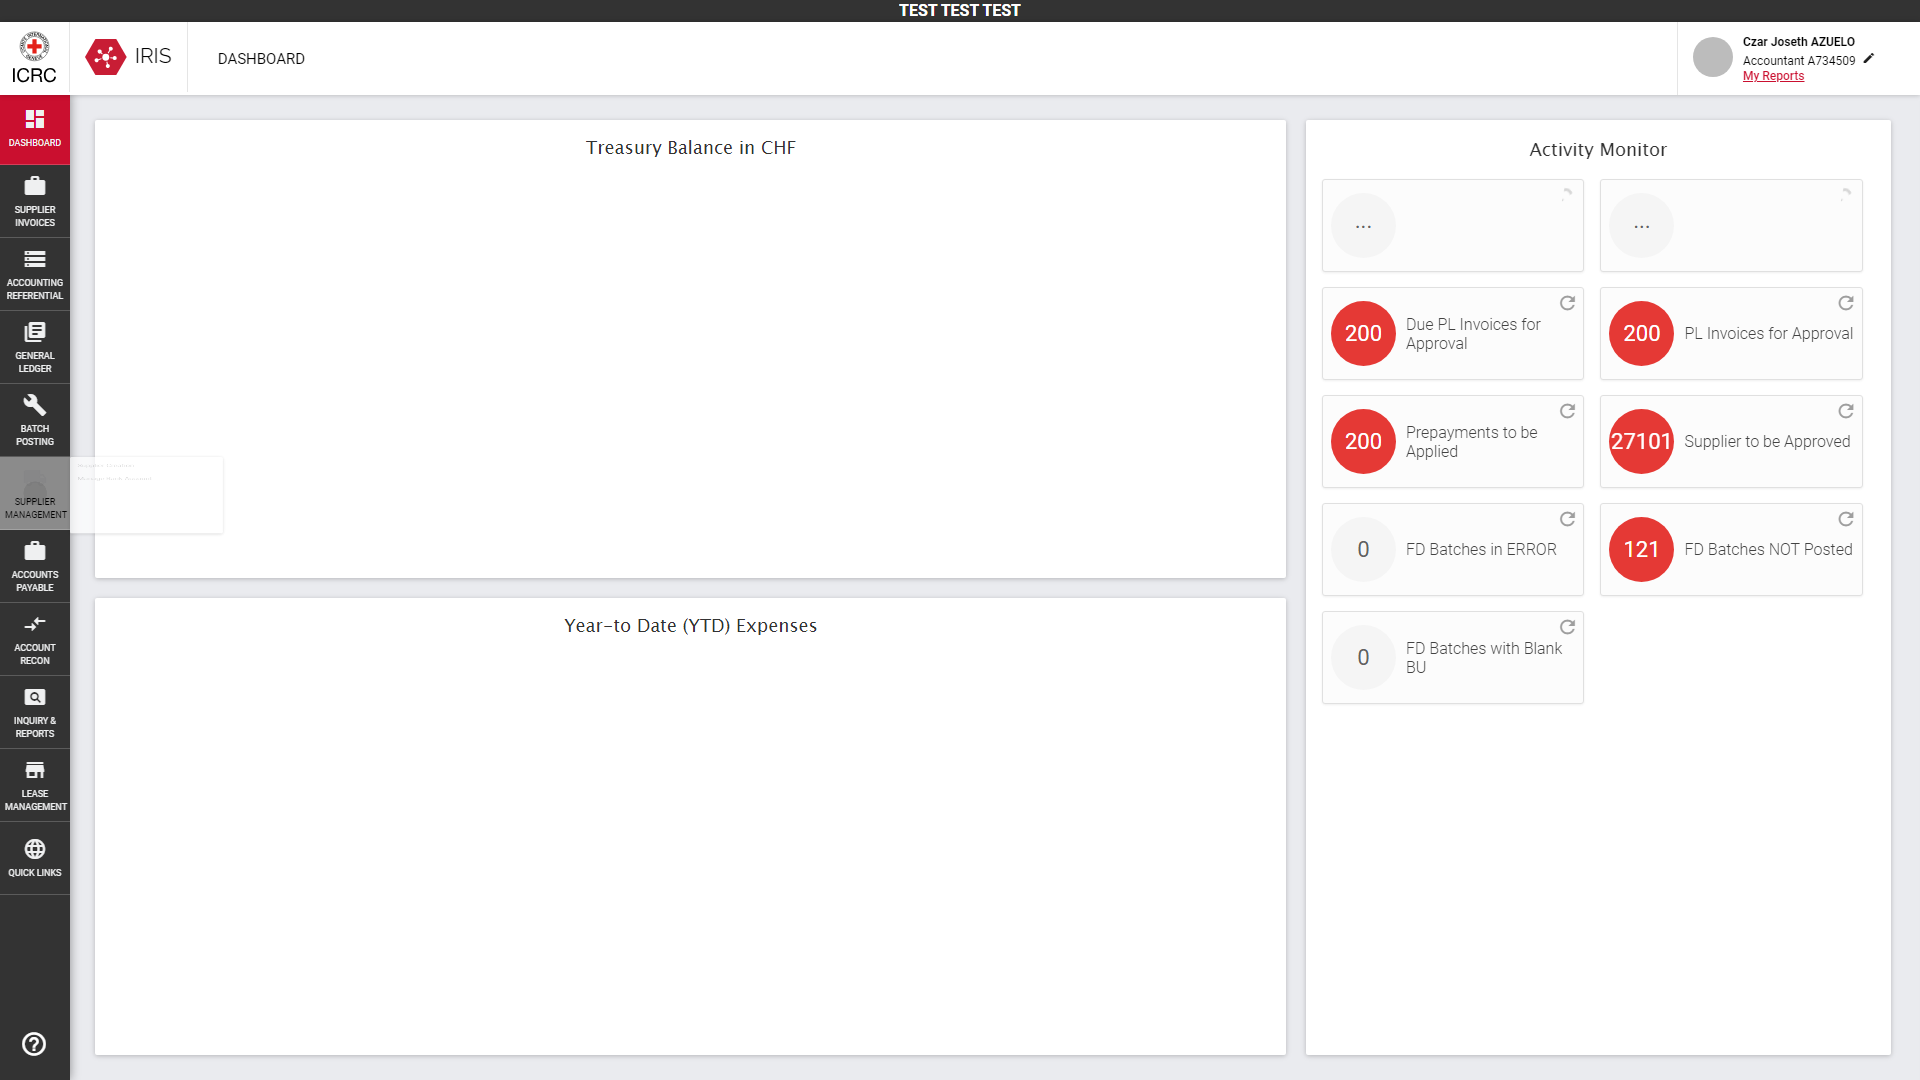 TEST TEST TEST
ICRC
IRIS
DASHBOARD
Czar Joseth AZUELO
Accountant A734509
My Reports
DASHBOARD
SUPPLIER
INVOICES
ACCOUNTING
REFERENTIAL
GENERAL
LEDGER
BATCH
POSTING
SUPPLIER
MANAGEMENT
ACCOUNTS
PAYABLE
ACCOUNT
RECON
INQUIRY &
REPORTS
LEASE
MANAGEMENT
QUICK LINKS
Treasury Balance in CHF
Year-to Date (YTD) Expenses
Activity Monitor
...
...
200
Due PL Invoices for
Approval
200
PL Invoices for Approval
200
Prepayments to be
Applied
27101
Supplier to be Approved
0
FD Batches in ERROR
121
FD Batches NOT Posted
0
FD Batches with Blank
BU